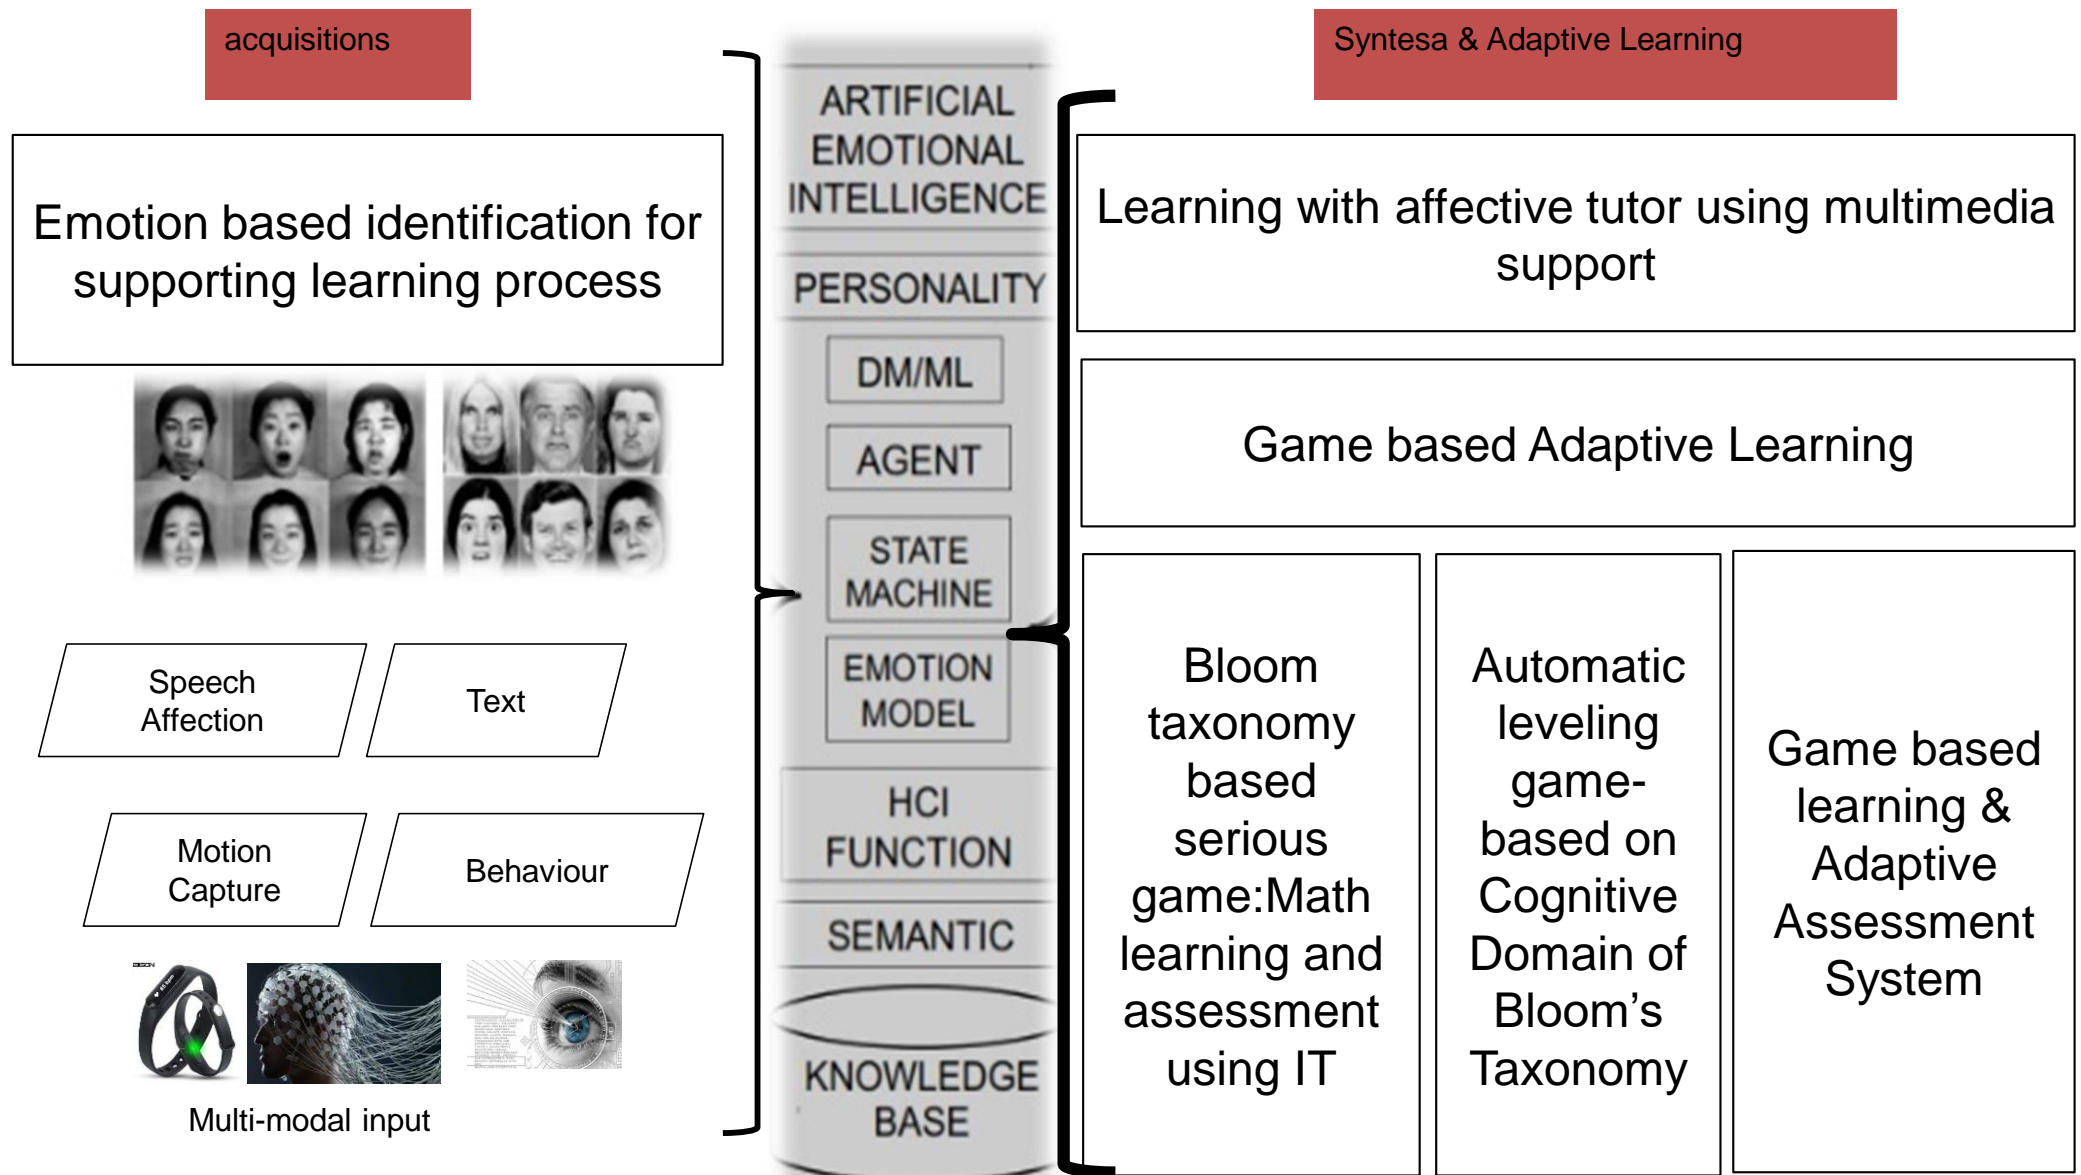 acquisitions
Emotion based identification for
supporting learning process
Speech
Affection
Text
Motion
Capture
Behaviour
Multi-modal input
ARTIFICIAL
EMOTIONAL
INTELLIGENCE
PERSONALITY
DM/ML
AGENT
STATE
MACHINE
EMOTION
MODEL
HCI
FUNCTION
SEMANTIC
KNOWLEDGE
BASE
Syntesa & Adaptive Learning
Learning with affective tutor using multimedia
support
Game based Adaptive Learning
Bloom
taxonomy
based
serious
game:Math
learning and
assessment
using IT
Automatic
leveling
game-
based on
Cognitive
Domain of
Bloom’s
Taxonomy
Game based
learning &
Adaptive
Assessment
System